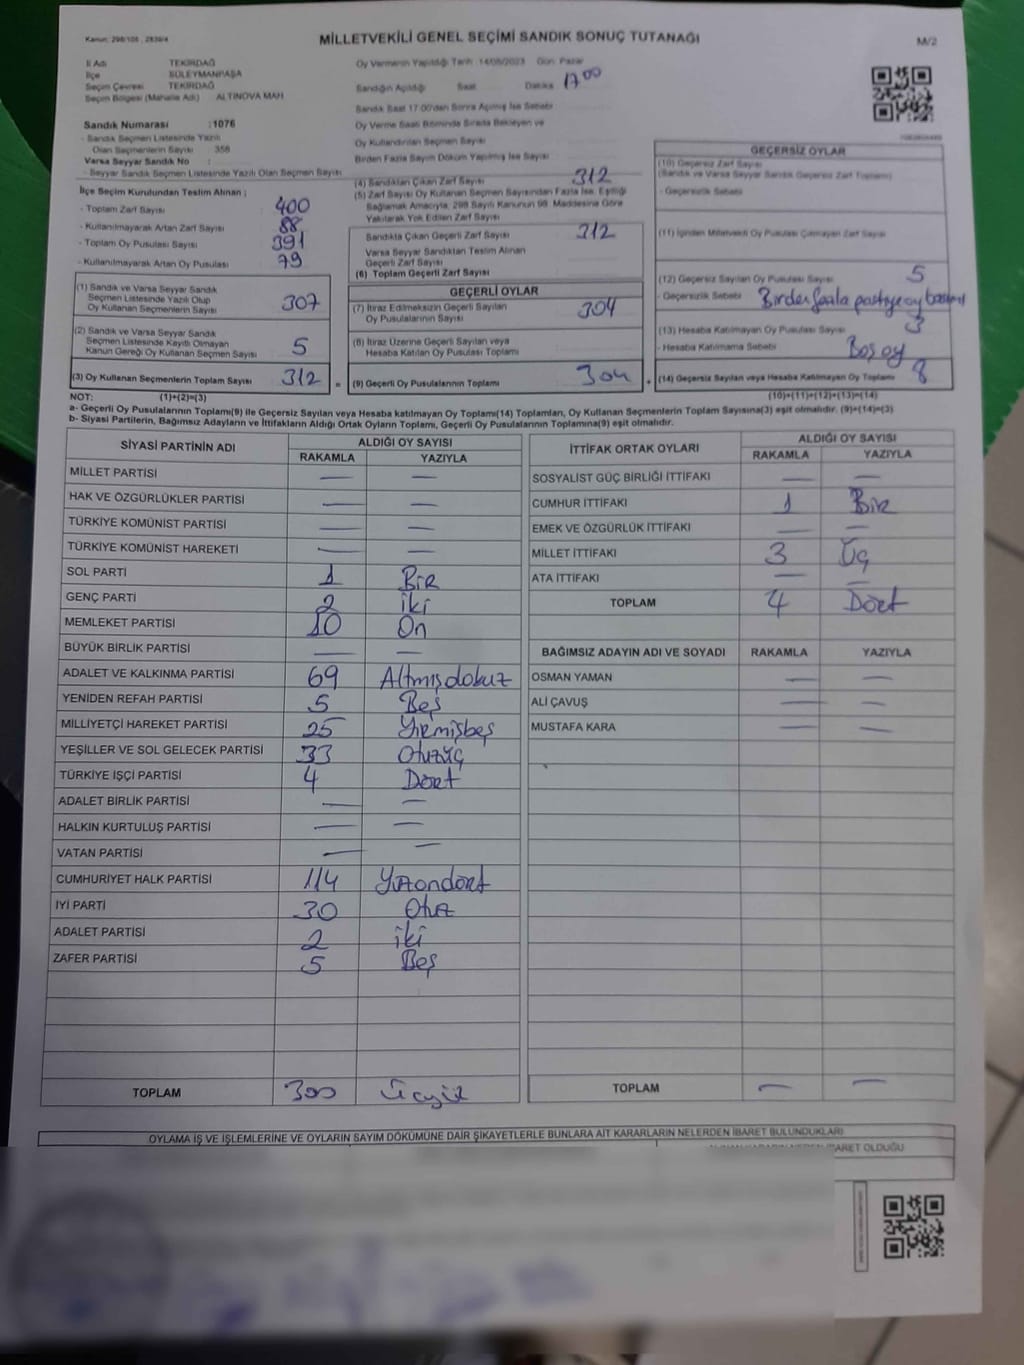 Kanun: 298/105 , 2839/4
MİLLETVEKİLİ GENEL SEÇİMİ SANDIK SONUÇ TUTANAĞI
M/2
İl Adı TEKİRDAĞ
İlçe SÜLEYMANPAŞA
Seçim Çevresi TEKİRDAĞ
Seçim Bölgesi (Mahalle Adı) ALTINOVA MAH
Sandık Numarası : 1076
- Sandık Seçmen Listesinde Yazılı
Olan Seçmenlerin Sayısı 358
Varsa Seyyar Sandık No :
- Seyyar Seçmen Listesinde Yazılı Olan Seçmen Sayısı
Oy Vermenin Yapıldığı Tarih : 14/05/2023 Gün: Pazar
Sandığın Açıldığı Saat Dakika 17 00
Sandık Saat 17:00'dan Sonra Açılmış İse Sebebi
Oy Verme Saati Bitiminde Sırada Bekleyen ve
Oy Kullandırılan Seçmen Sayısı
Birden Fazla Sayım Döküm Yapılmış İse Sayısı
İlçe Seçim Kurulundan Teslim Alınan ;
- Toplam Zarf Sayısı 400
- Kullanılmayarak Artan Zarf Sayısı 88
- Toplam Oy Pusulası Sayısı 391
- Kullanılmayarak Artan Oy Pusulası 79
(1) Sandık ve Varsa Seyyar Sandık
Seçmen Listesinde Yazılı Olup
Oy Kullanan Seçmenlerin Sayısı 307
(2) Sandık ve Varsa Seyyar Sandık
Seçmen Listesinde Kayıtlı Olmayan
Kanun Gereği Oy Kullanan Seçmen Sayısı 5
(3) Oy Kullanan Seçmenlerin Toplam Sayısı 312 =
(4) Sandıktan Çıkan Zarf Sayısı 312
(5) Zarf Sayısı Oy Kullanan Seçmen Sayısından Fazla İse, Eşitliği
Sağlamak Amacıyla, 298 Sayılı Kanunun 98. Maddesine Göre
Yakılarak Yok Edilen Zarf Sayısı
Sandıkta Çıkan Geçerli Zarf Sayısı 312
Varsa Seyyar Sandıktan Teslim Alınan
Geçerli Zarf Sayısı
(6) Toplam Geçerli Zarf Sayısı
GEÇERLİ OYLAR
(7) İtiraz Edilmeksizin Geçerli Sayılan
Oy Pusulalarının Sayısı 304
(8) İtiraz Üzerine Geçerli Sayılan veya
Hesaba Katılan Oy Pusulası Toplamı
(9) Geçerli Oy Pusulalarının Toplamı 304 +
GEÇERSİZ OYLAR
(10) Geçersiz Zarf Sayısı
(Sandık ve Varsa Seyyar Sandık Geçersiz Zarf Toplamı)
- Geçersizlik Sebebi
(11) İçinden Milletvekili Oy Pusulası Çıkmayan Zarf Sayısı
(12) Geçersiz Sayılan Oy Pusulası Sayısı 5
- Geçersizlik Sebebi Birden fazla partiye oy
(13) Hesaba Katılmayan Oy Pusulası Sayısı 3
- Hesaba Katılmama Sebebi Boş oy
(14) Geçersiz Sayılan veya Hesaba Katılmayan Oy Toplamı 8
NOT: (1)+(2)=(3) (10)+(11)+(12)+(13)=(14)
a- Geçerli Oy Pusulalarının Toplamı(9) ile Geçersiz Sayılan veya Hesaba katılmayan Oy Toplamı(14) Toplamları, Oy Kullanan Seçmenlerin Toplam Sayısına(3) eşit olmalıdır. (9)+(14)=(3)
b- Siyasi Partilerin, Bağımsız Adayların ve İttifakların Aldığı Ortak Oyların Toplamı, Geçerli Oy Pusulalarının Toplamına(9) eşit olmalıdır.
SİYASİ PARTİNİN ADI ALDIĞI OY SAYISI
RAKAMLA YAZIYLA
MİLLET PARTİSİ — —
HAK VE ÖZGÜRLÜKLER PARTİSİ — —
TÜRKİYE KOMÜNİST PARTİSİ — —
TÜRKİYE KOMÜNİST HAREKETİ — —
SOL PARTİ 1 Bir
GENÇ PARTİ 2 iki
MEMLEKET PARTİSİ 10 On
BÜYÜK BİRLİK PARTİSİ — —
ADALET VE KALKINMA PARTİSİ 69 Altmışdokuz
YENİDEN REFAH PARTİSİ 5 Beş
MİLLİYETÇİ HAREKET PARTİSİ 25 Yirmişbeş
YEŞİLLER VE SOL GELECEK PARTİSİ 33 Otuzüç
TÜRKİYE İŞÇİ PARTİSİ 4 Dört
ADALET BİRLİK PARTİSİ — —
HALKIN KURTULUŞ PARTİSİ — —
VATAN PARTİSİ — —
CUMHURİYET HALK PARTİSİ 114 Yüzondört
İYİ PARTİ 30 Otuz
ADALET PARTİSİ 2 iki
ZAFER PARTİSİ 5 Beş
TOPLAM 300 Üçyüz
İTTİFAK ORTAK OYLARI ALDIĞI OY SAYISI
RAKAMLA YAZIYLA
SOSYALİST GÜÇ BİRLİĞİ İTTİFAKI — —
CUMHUR İTTİFAKI 1 Bir
EMEK VE ÖZGÜRLÜK İTTİFAKI — —
MİLLET İTTİFAKI 3 Üç
ATA İTTİFAKI — —
TOPLAM 4 Dört
BAĞIMSIZ ADAYIN ADI VE SOYADI RAKAMLA YAZIYLA
OSMAN YAMAN — —
ALİ ÇAVUŞ — —
MUSTAFA KARA — —
TOPLAM — —
OYLAMA İŞ VE İŞLEMLERİNE VE OYLARIN SAYIM DÖKÜMÜNE DAİR ŞİKAYETLERLE BUNLARA AİT KARARLARIN NELERDEN İBARET BULUNDUKLARI
İBARET OLDUĞU